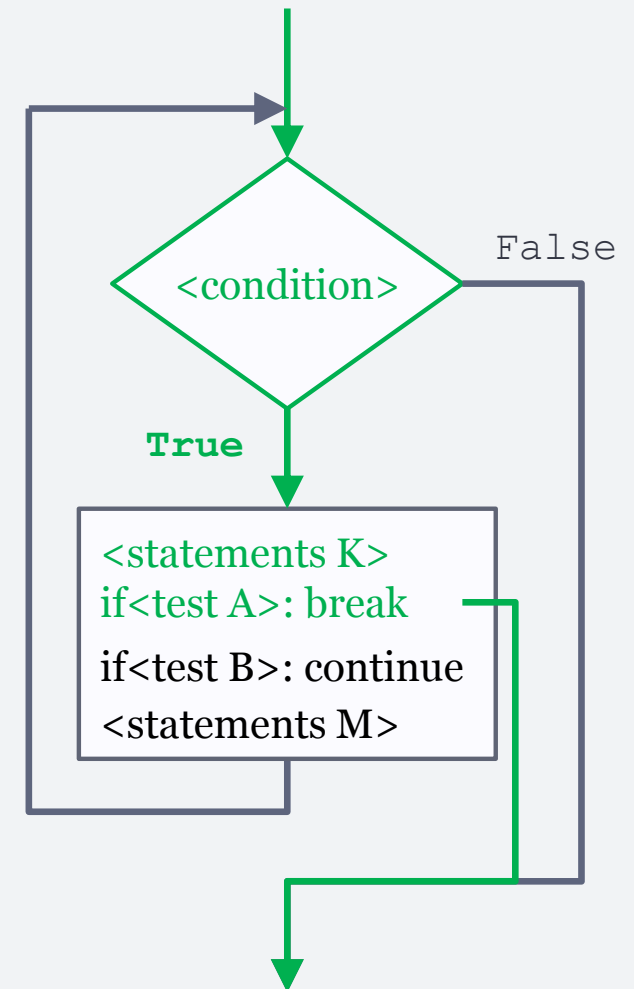 <condition>
False
True
<statements K>
if<test A>: break
if<test B>: continue
<statements M>